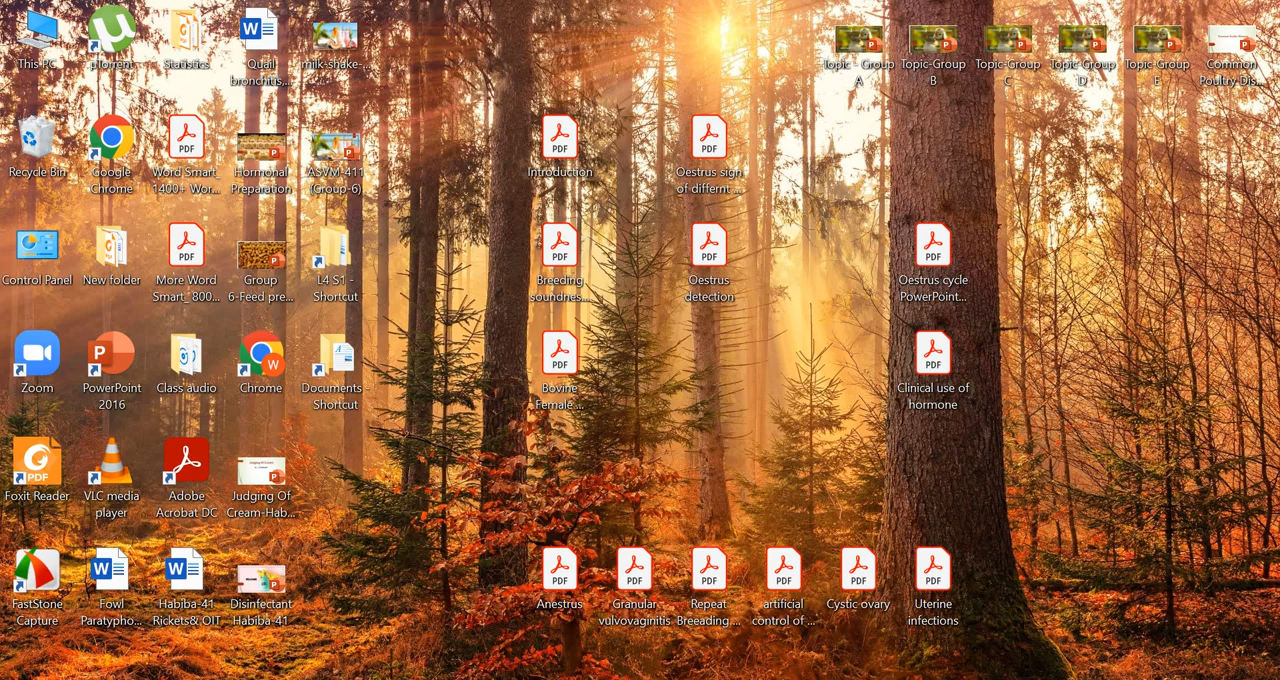 This PC
µTorrent
Statistics
Quail
bronchitis,...
milk-shake-...
Topic - Group
A
Topic-Group
B
Topic-Group
C
Topic-Group
D
Topic-Group
E
Common
Poultry Dis...
Recycle Bin
Google
Chrome
Word Smart_
1400+ Wor...
Hormonal
Preparation
ASVM-411
(Group-6)
Introduction
Oestrus sign
of differnt ...
Control Panel
New folder
More Word
Smart_ 800...
Group
6-Feed pre...
L4 S1 -
Shortcut
Breeding
soundnes...
Oestrus
detection
Oestrus cycle
PowerPoint...
Zoom
PowerPoint
2016
Class audio
Chrome
Documents -
Shortcut
Bovine
Female ...
Clinical use of
hormone
Foxit Reader
VLC media
player
Adobe
Acrobat DC
Judging Of
Cream-Hab...
FastStone
Capture
Fowl
Paratypho...
Habiba-41
Rickets& OIT
Disinfectant
Habiba-41
Anestrus
Granular
vulvovaginitis
Repeat
Breeading....
artificial
control of ...
Cystic ovary
Uterine
infections